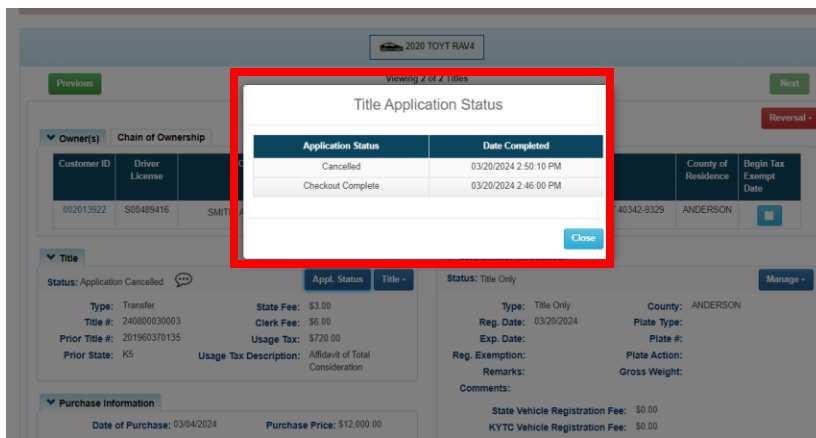 2020 TOYT RAV4
Previous
Viewing 2 of 2 Titles
Next
Title Application Status
Reversal
Owner(s) Chain of Ownership
Application Status Date Completed
Cancelled 03/20/2024 2:50:10 PM
Checkout Complete 03/20/2024 2:46:00 PM
Close
Customer ID Driver License County of Residence Begin Tax Exempt Date
002013922 S00489416 40342-9329 ANDERSON
Title
Status: Application Cancelled Appl. Status Title
Type: Transfer State Fee: $3.00
Title #: 240800030003 Clerk Fee: $6.00
Prior Title #: 201960370135 Usage Tax: $720.00
Prior State: KS Usage Tax Description: Affidavit of Total
Consideration
Status: Title Only Manage
Type: Title Only County: ANDERSON
Reg. Date: 03/20/2024 Plate Type:
Exp. Date: Plate #:
Reg. Exemption: Plate Action:
Remarks: Gross Weight:
Comments:
State Vehicle Registration Fee: $0.00
KYTC Vehicle Registration Fee: $0.00
Purchase Information
Date of Purchase: 03/04/2024 Purchase Price: $12,000.00